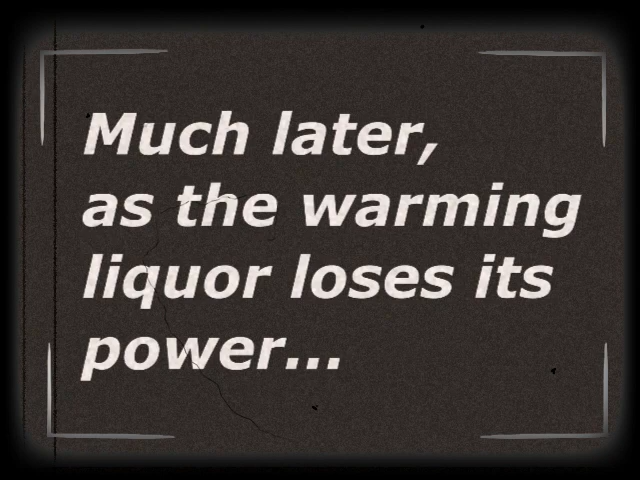 Much later,
as the warming
liquor loses its
power...